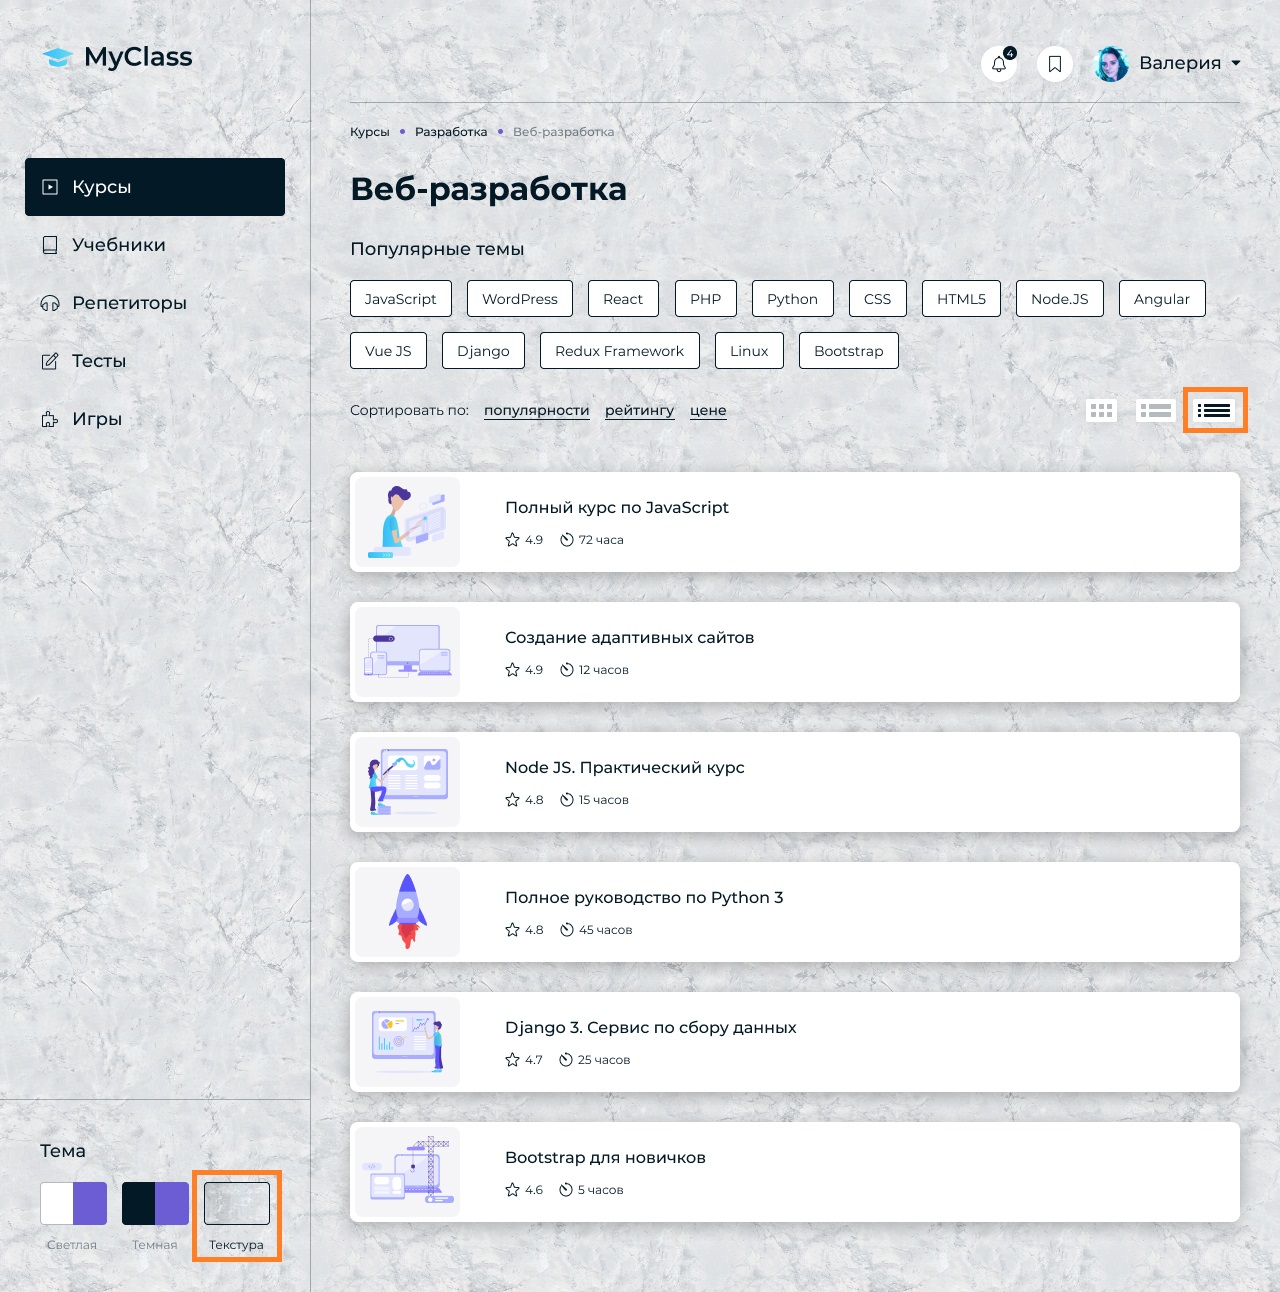 MyClass
4
Валерия
Курсы
Учебники
Репетиторы
Тесты
Игры
Курсы • Разработка • Веб-разработка
Веб-разработка
Популярные темы
JavaScript WordPress React PHP Python CSS HTML5 Node.JS Angular
Vue JS Django Redux Framework Linux Bootstrap
Сортировать по: популярности рейтингу цене
Полный курс по JavaScript
4.9 72 часа
Создание адаптивных сайтов
4.9 12 часов
Node JS. Практический курс
4.8 15 часов
Полное руководство по Python 3
4.8 45 часов
Django 3. Сервис по сбору данных
4.7 25 часов
Bootstrap для новичков
4.6 5 часов
Тема
Светлая Темная Текстура